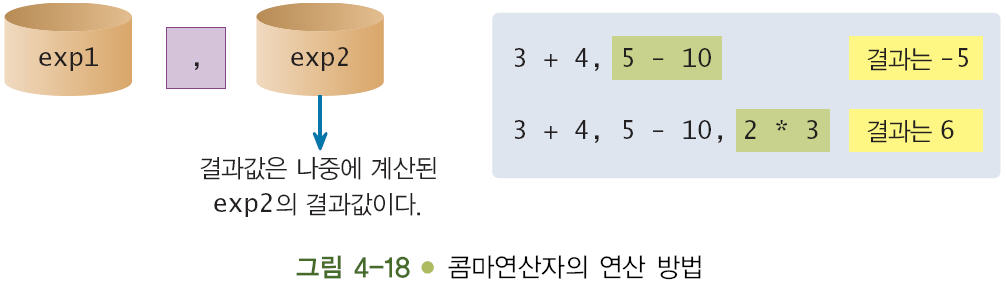 exp1 , exp2
결과값은 나중에 계산된
exp2의 결과값이다.
3 + 4, 5 - 10 결과는 -5
3 + 4, 5 - 10, 2 * 3 결과는 6
그림 4-18 ● 콤마연산자의 연산 방법